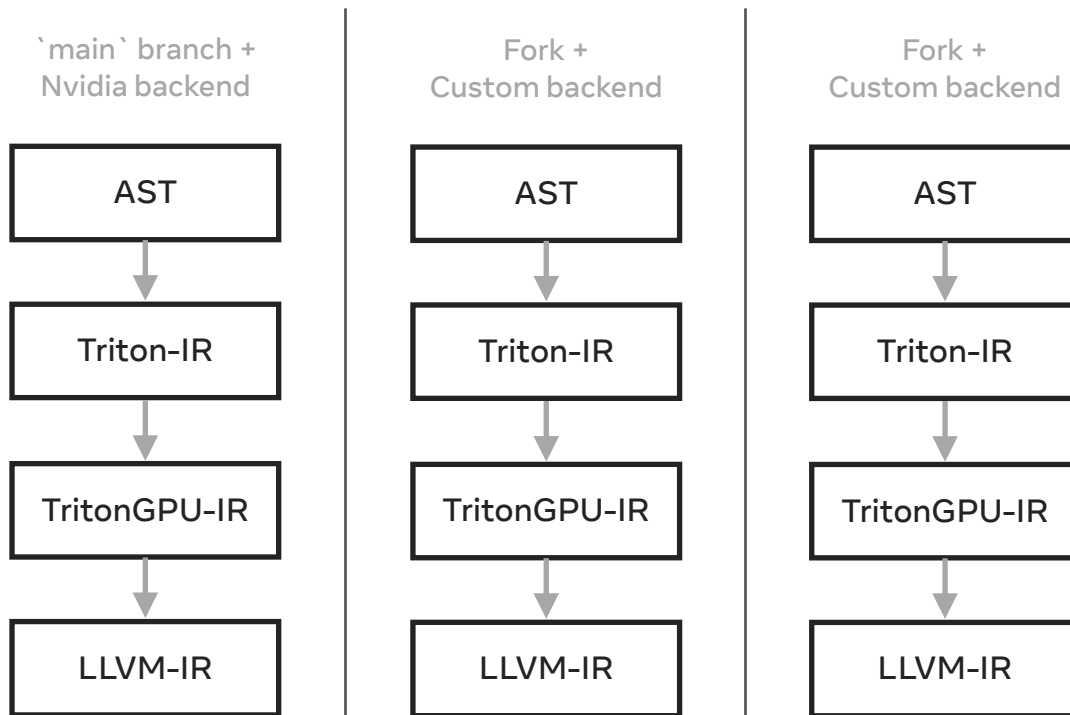 `main` branch +
Nvidia backend
AST
Triton-IR
TritonGPU-IR
LLVM-IR
Fork +
Custom backend
AST
Triton-IR
TritonGPU-IR
LLVM-IR
Fork +
Custom backend
AST
Triton-IR
TritonGPU-IR
LLVM-IR